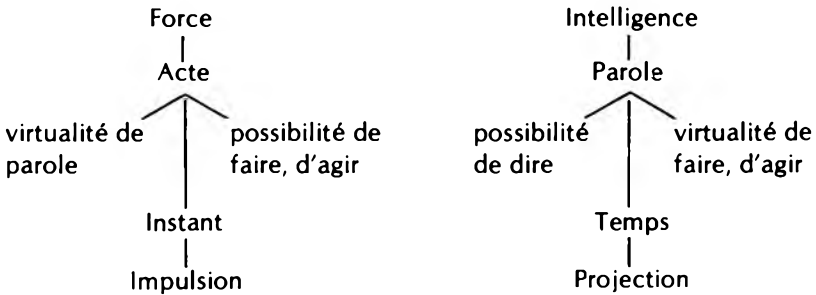 Force
Acte
virtualité de
parole
possibilité de
faire, d'agir
Instant
Impulsion
Intelligence
Parole
possibilité
de dire
virtualité de
faire, d'agir
Temps
Projection